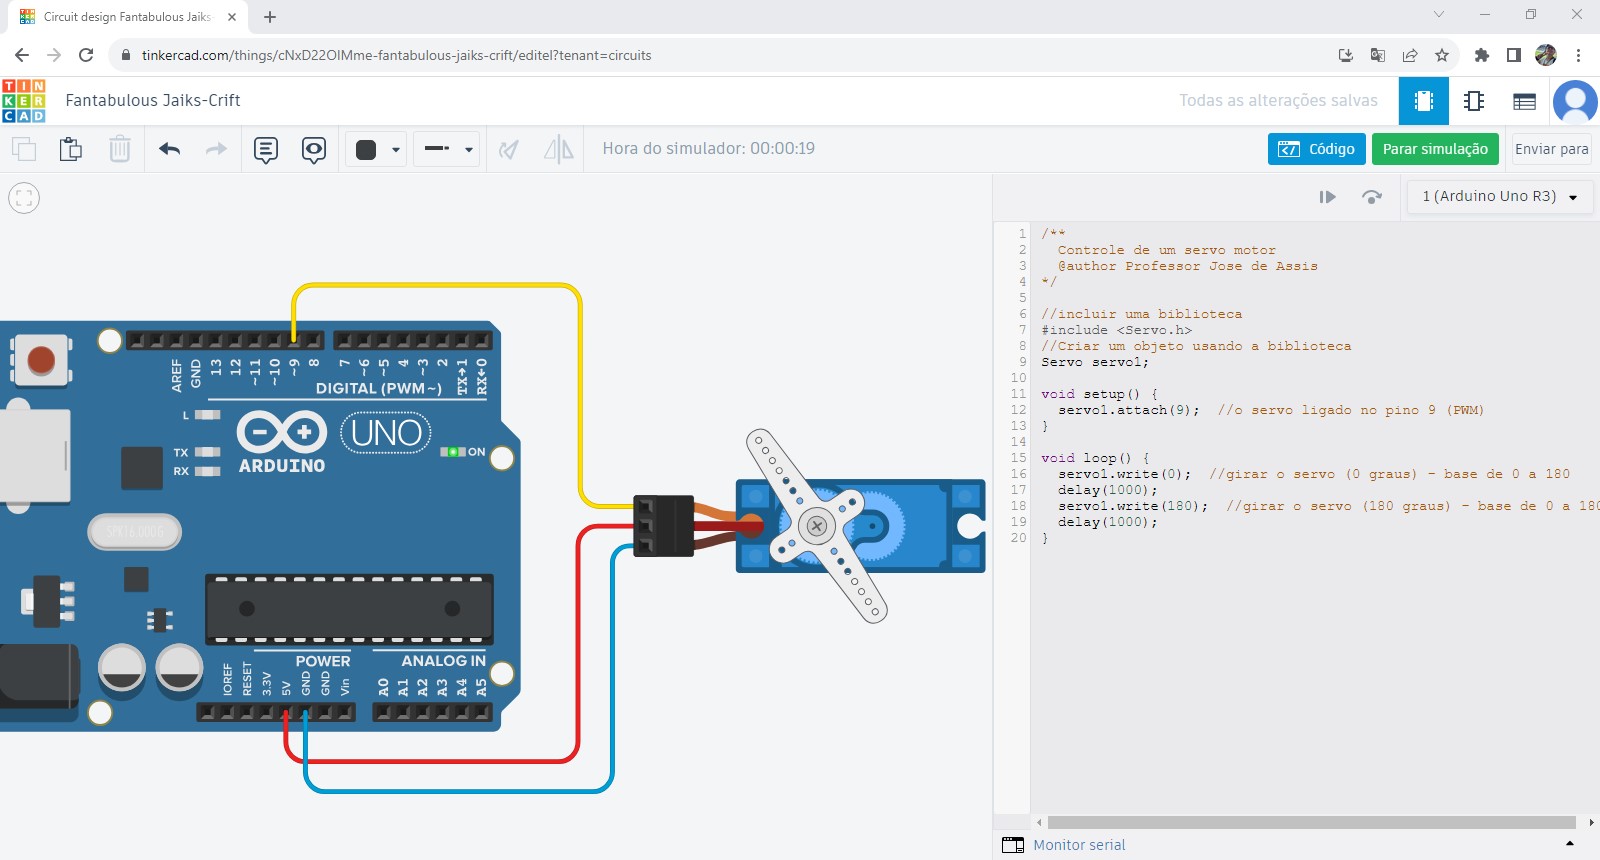 Circuit design Fantabulous Jaiks
tinkercad.com/things/cNxD22OIMme-fantabulous-jaiks-crift/editel?tenant=circuits
TIN
KER
CAD
Fantabulous Jaiks-Crift
Todas as alterações salvas
Hora do simulador: 00:00:19
Código
Parar simulação
Enviar para
1 (Arduino Uno R3)
AREF
GND
13
12
~11
~10
~9
8
7
~6
~5
4
~3
2
TX→1
RX←0
DIGITAL (PWM~)
L
TX
RX
ARDUINO
UNO
ON
SPK16.000G
IOREF
RESET
3.3V
5V
GND
GND
Vin
POWER
ANALOG IN
A0
A1
A2
A3
A4
A5
1 /**
2 Controle de um servo motor
3 @author Professor Jose de Assis
4 */
5
6 //incluir uma biblioteca
7 #include <Servo.h>
8 //Criar um objeto usando a biblioteca
9 Servo servo1;
10
11 void setup() {
12 servo1.attach(9); //o servo ligado no pino 9 (PWM)
13 }
14
15 void loop() {
16 servo1.write(0); //girar o servo (0 graus) - base de 0 a 180
17 delay(1000);
18 servo1.write(180); //girar o servo (180 graus) - base de 0 a 180
19 delay(1000);
20 }
Monitor serial